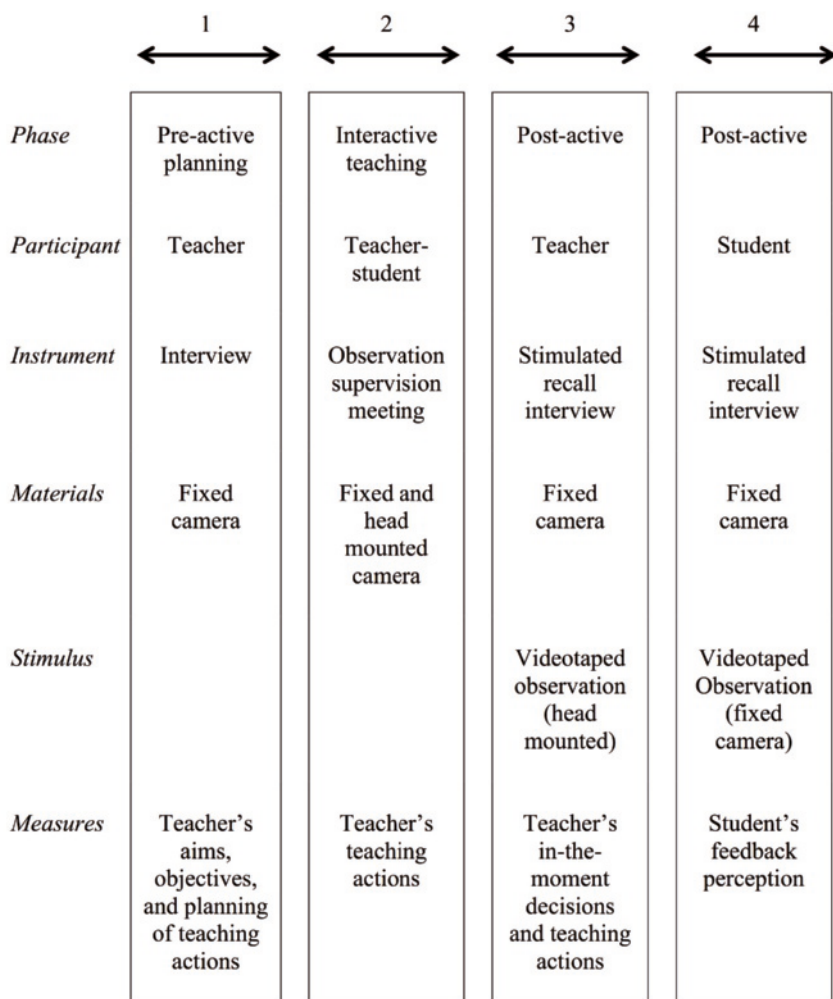 1 2 3 4
Phase Pre-active Interactive Post-active Post-active
planning teaching
Participant Teacher Teacher- Teacher Student
student
Instrument Interview Observation Stimulated Stimulated
supervision recall recall
meeting interview interview
Materials Fixed Fixed and Fixed Fixed
camera head camera camera
mounted
camera
Stimulus Videotaped Videotaped
observation Observation
(head (fixed
mounted) camera)
Measures Teacher’s Teacher’s Teacher’s Student’s
aims, teaching in-the- feedback
objectives, actions moment perception
and planning decisions
of teaching and teaching
actions actions